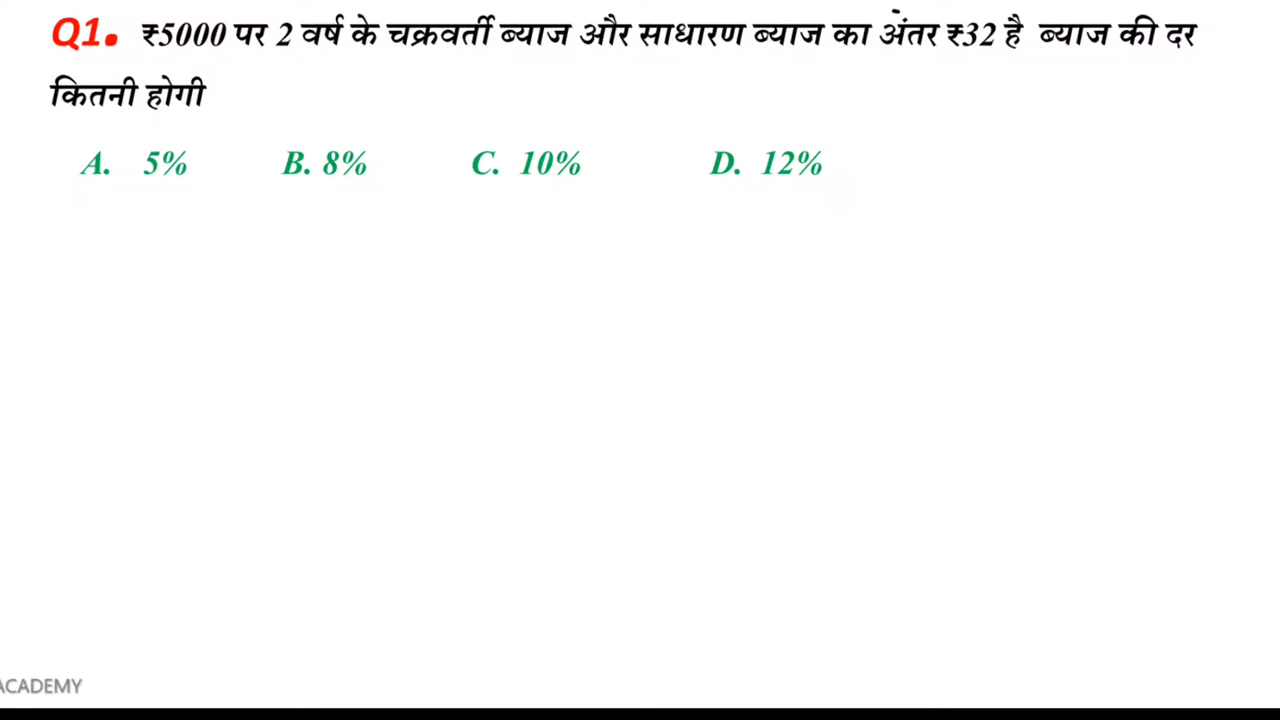 Q1. ₹5000 पर 2 वर्ष के चक्रवर्ती ब्याज और साधारण ब्याज का अंतर ₹32 है ब्याज की दर
कितनी होगी
A. 5% B. 8% C. 10% D. 12%
ACADEMY